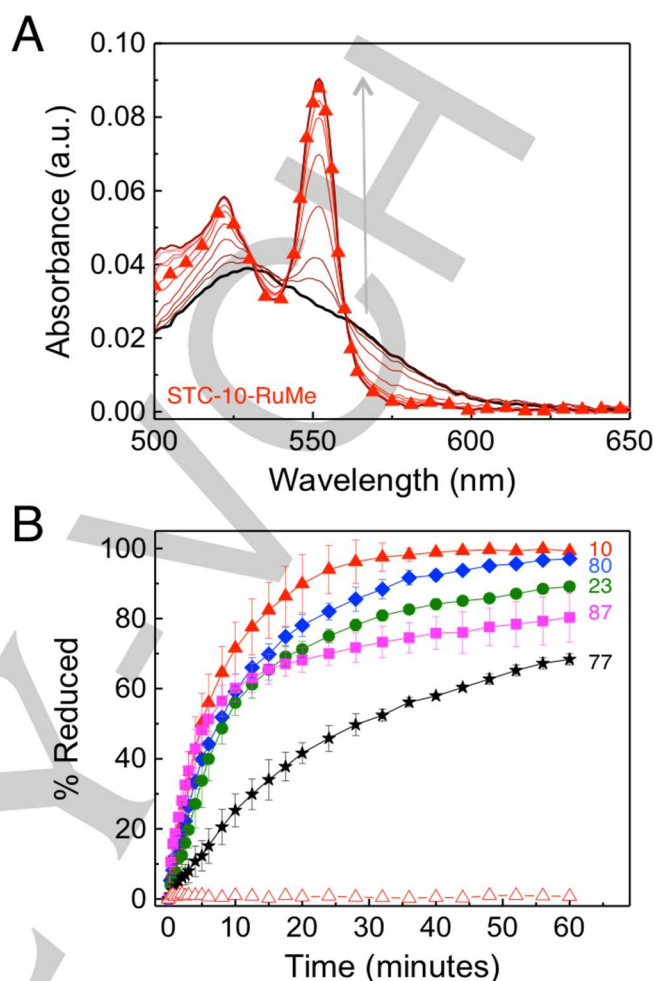 A
Absorbance (a.u.)
0.10
0.08
0.06
0.04
0.02
0.00
STC-10-RuMe
500 550 600 650
Wavelength (nm)
B
% Reduced
100
80
60
40
20
0
10
80
23
87
77
0 10 20 30 40 50 60
Time (minutes)
Y-VCH